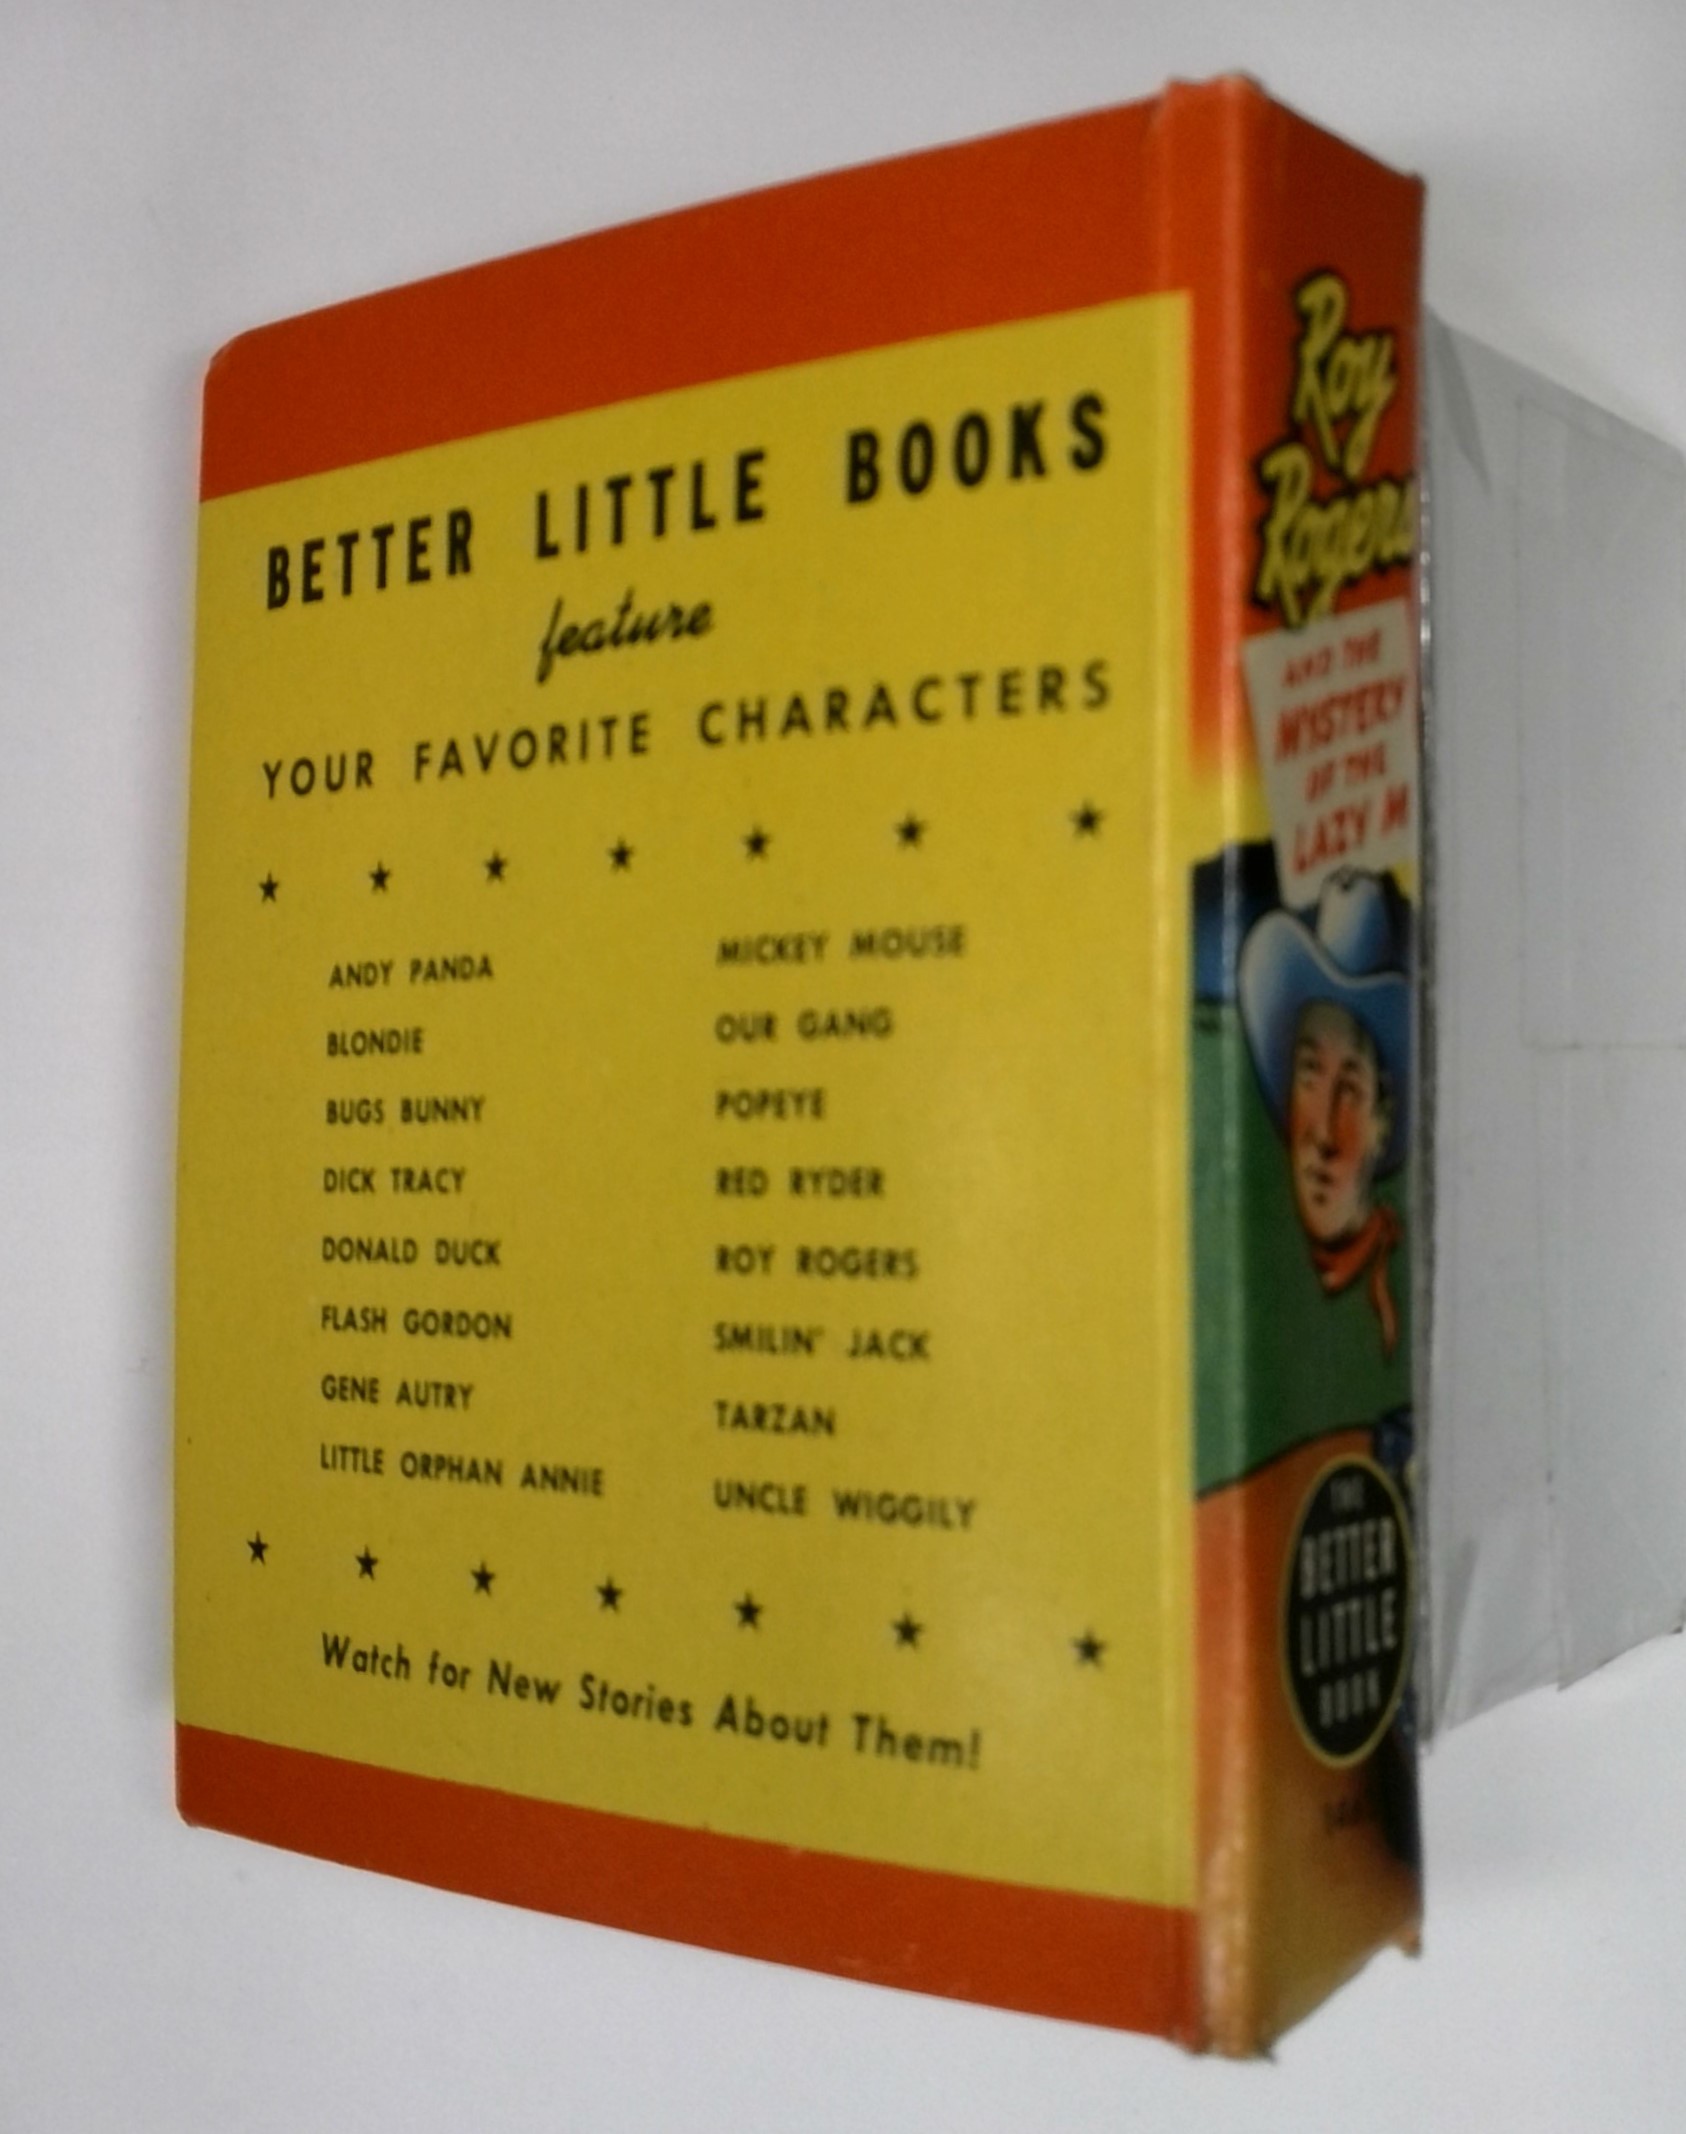 BETTER LITTLE BOOKS
feature
YOUR FAVORITE CHARACTERS
ANDY PANDA
BLONDIE
BUGS BUNNY
DICK TRACY
DONALD DUCK
FLASH GORDON
GENE AUTRY
LITTLE ORPHAN ANNIE
MICKEY MOUSE
OUR GANG
POPEYE
RED RYDER
ROY ROGERS
SMILIN' JACK
TARZAN
UNCLE WIGGILY
Watch for New Stories About Them!
Roy
Rogers
AND THE
MYSTERY
OF THE
LAZY M
THE
BETTER
LITTLE
BOOK